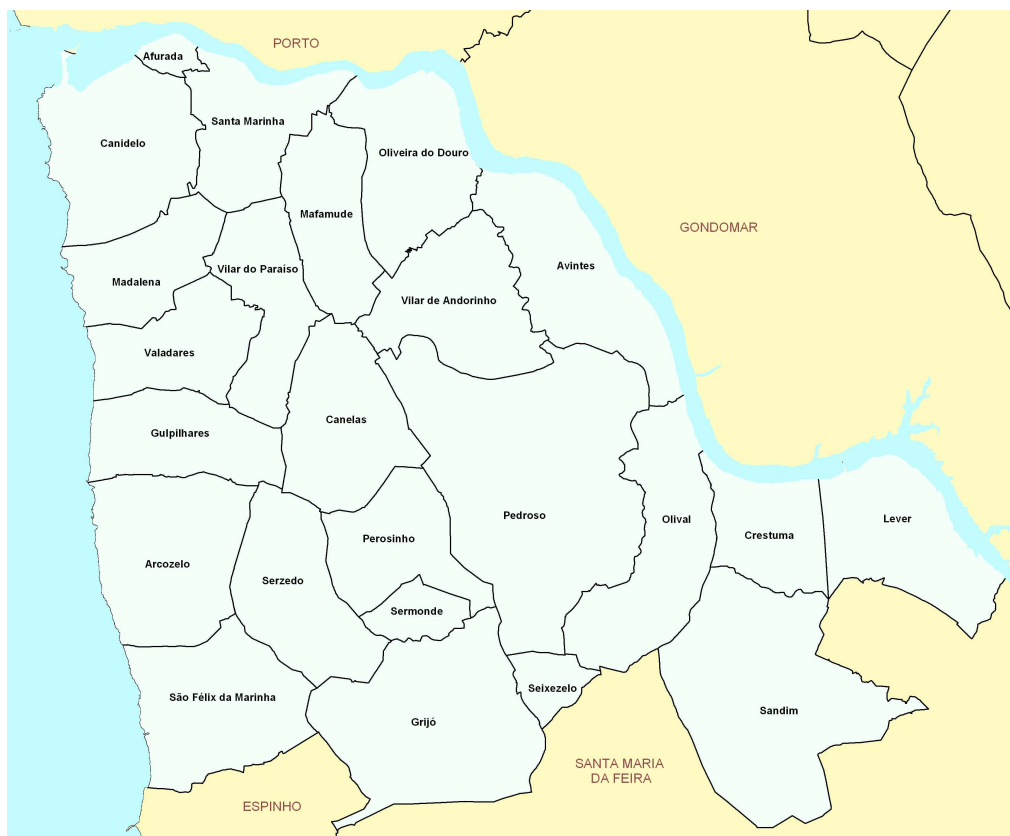 PORTO
Afurada
Santa Marinha
Canidelo
Oliveira do Douro
Mafamude
GONDOMAR
Avintes
Vilar do Paraíso
Madalena
Vilar de Andorinho
Valadares
Canelas
Gulpilhares
Pedroso
Olival
Lever
Crestuma
Perosinho
Arcozelo
Serzedo
Sermonde
Seixezelo
São Félix da Marinha
Sandim
Grijó
SANTA MARIA
DA FEIRA
ESPINHO